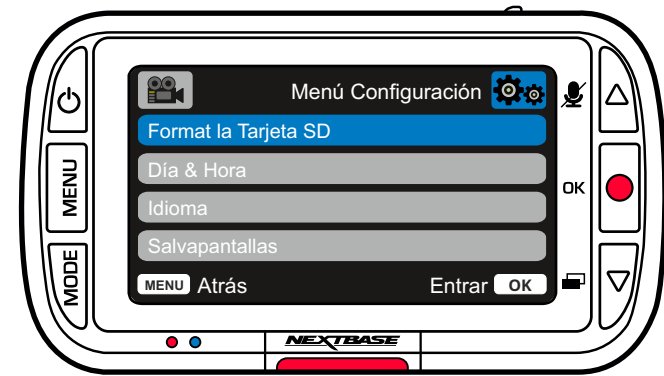 Menú Configuración
Format la Tarjeta SD
Día & Hora
Idioma
Salvapantallas
MENU Atrás Entrar OK
MENU
MODE
OK
NEXTBASE